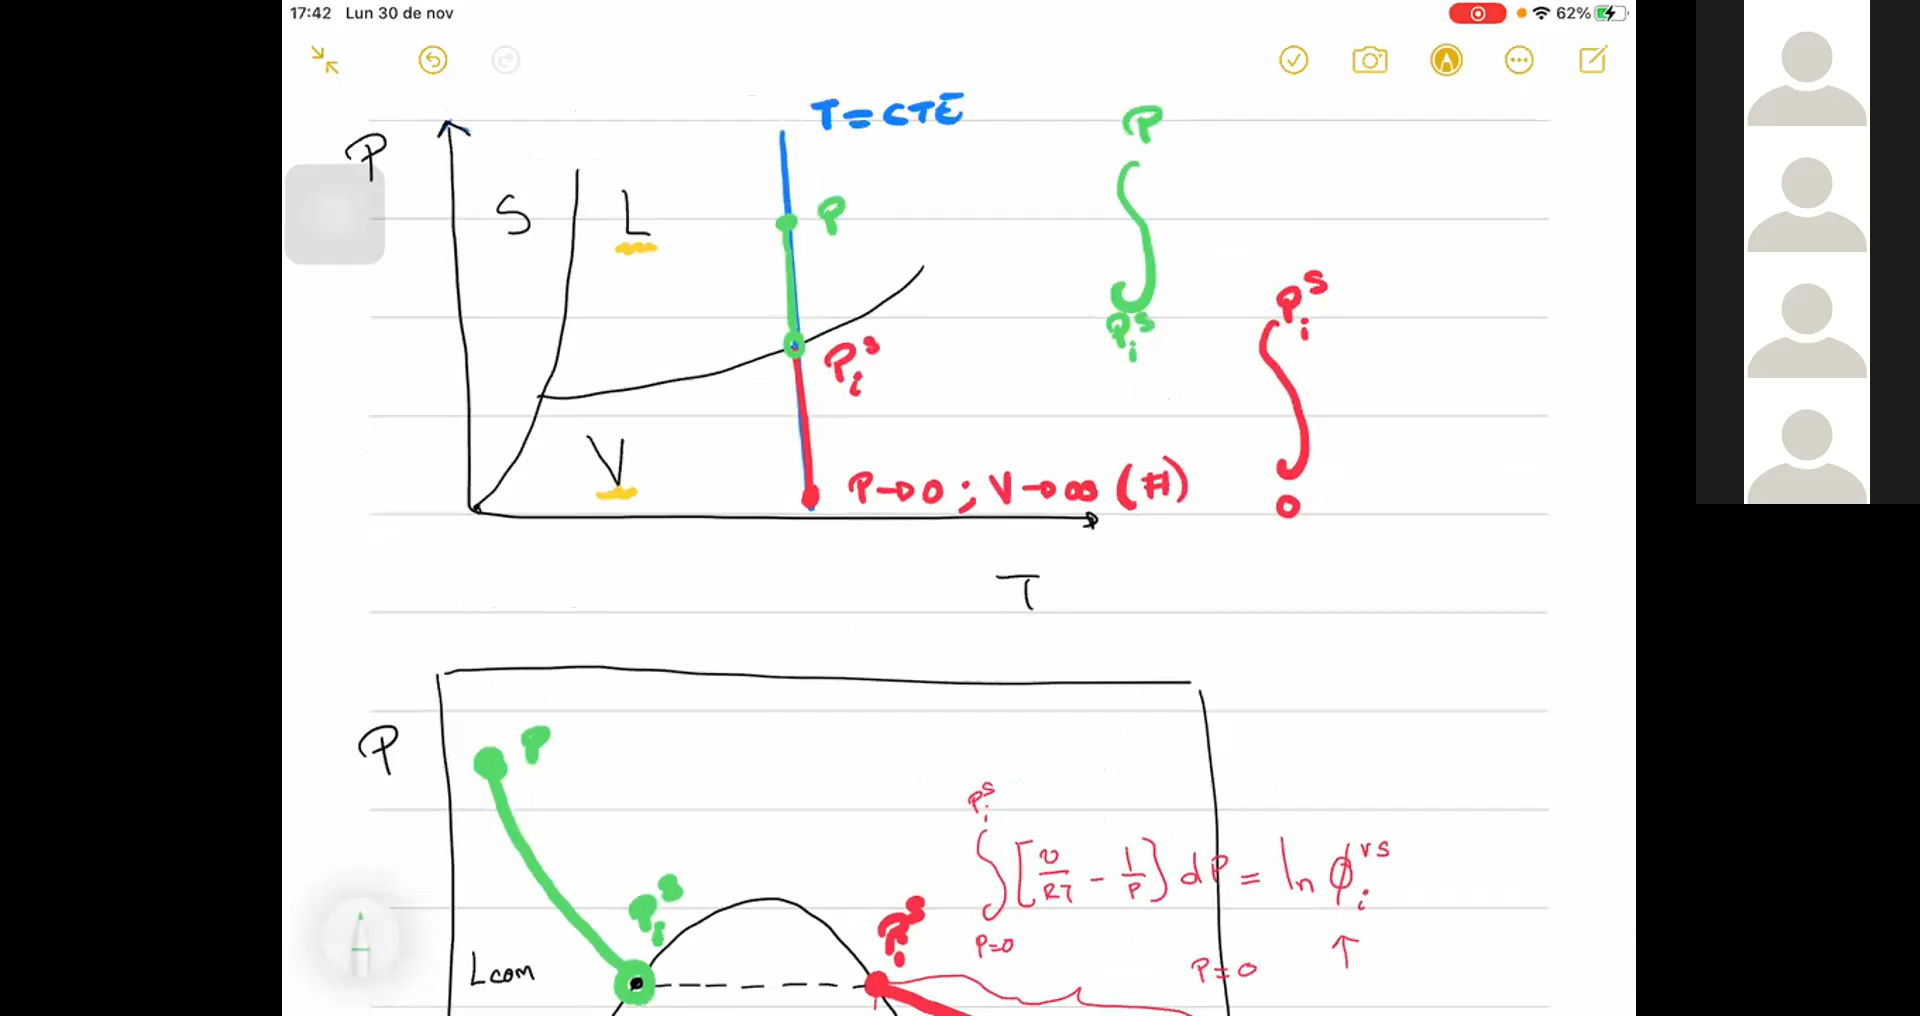 17:42 Lun 30 de nov
62%
T=CTE
P
P
S
L
P
P_i^s
P_i^s
P_i^s
V
P→0 ; V→∞ (#)
0
T
P
P
P_i^s
∫[v/RT - 1/P] dP = ln ϕ_i^vs
P_i^s
P_i^s
P=0
↑
Lcom
P=0